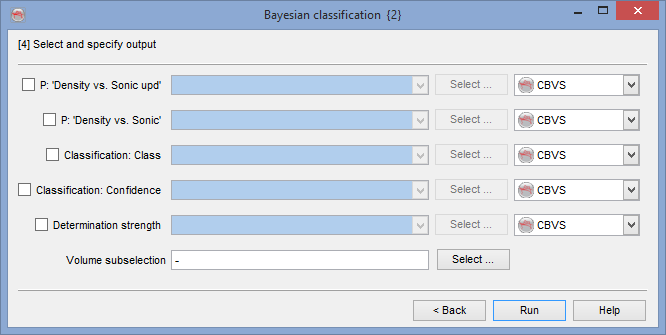 Bayesian classification {2}
[4] Select and specify output
P: 'Density vs. Sonic upd' Select ... CBVS
P: 'Density vs. Sonic' Select ... CBVS
Classification: Class Select ... CBVS
Classification: Confidence Select ... CBVS
Determination strength Select ... CBVS
Volume subselection - Select ...
< Back Run Help